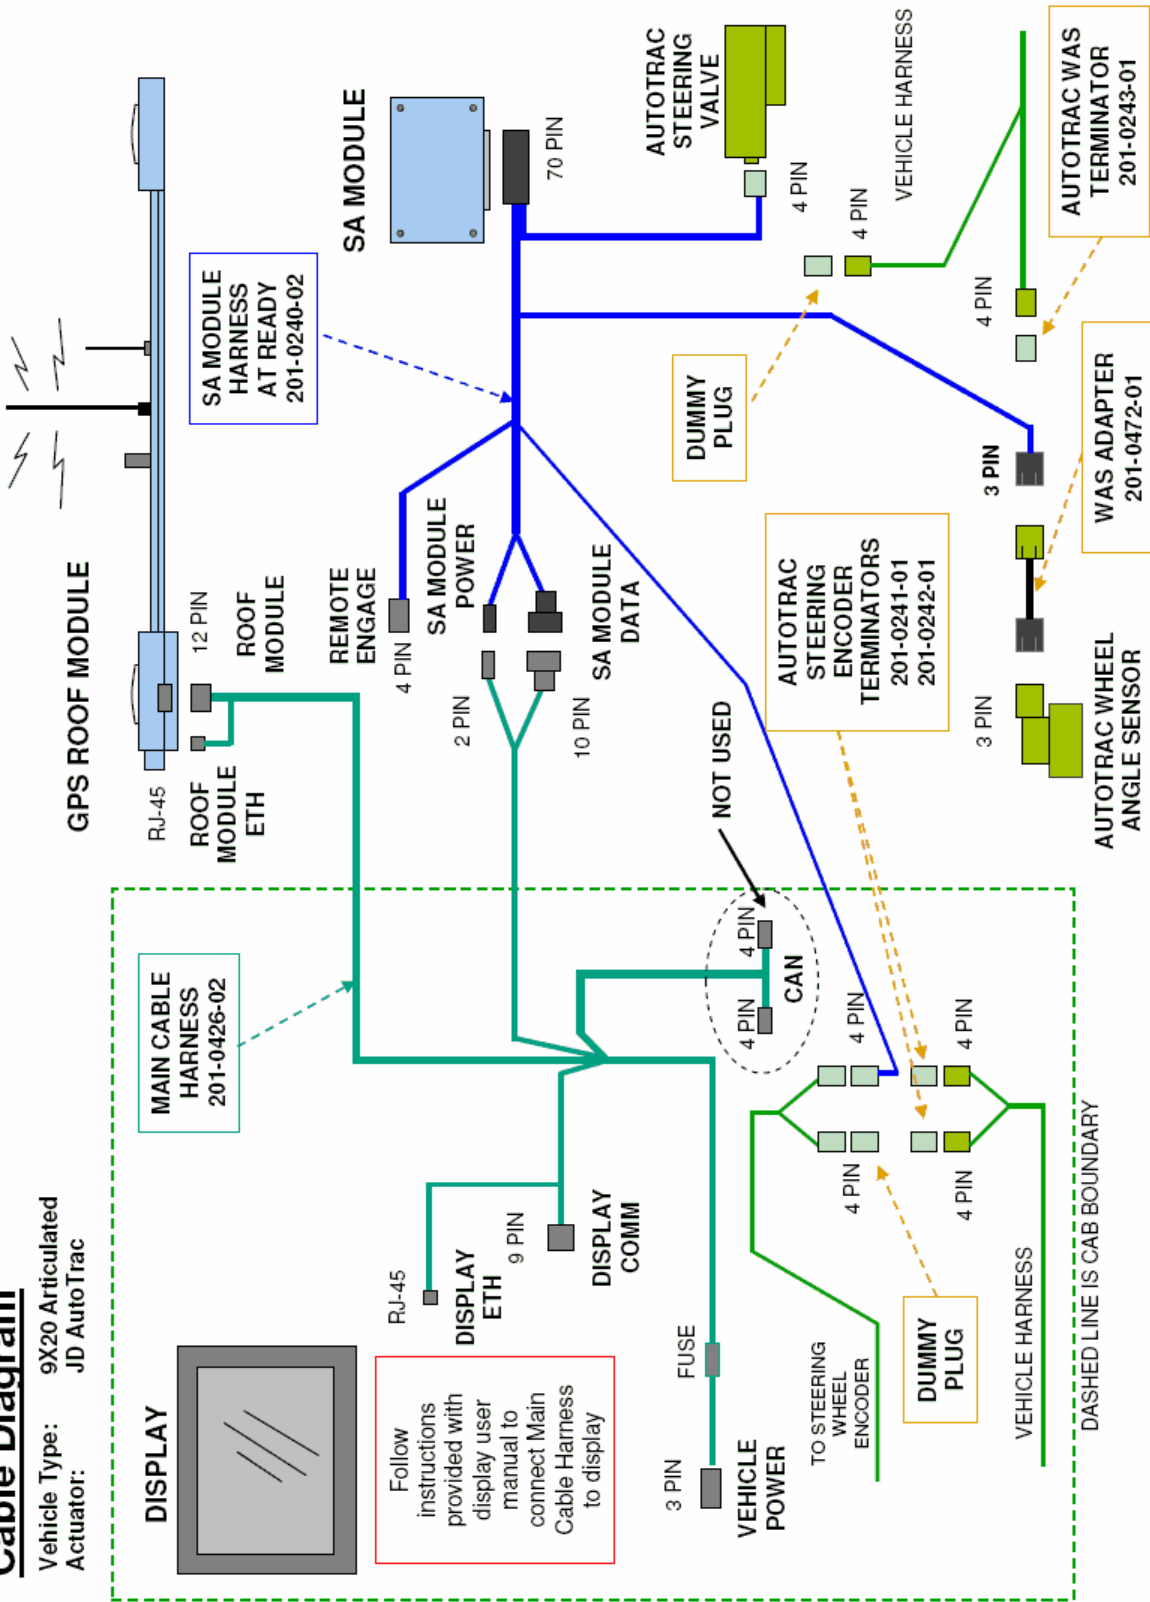 Cable Diagram
Vehicle Type: 9X20 Articulated
Actuator: JD AutoTrac
DISPLAY
Follow
instructions
provided with
display user
manual to
connect Main
Cable Harness
to display
MAIN CABLE
HARNESS
201-0426-02
RJ-45
DISPLAY
ETH
9 PIN
DISPLAY
COMM
FUSE
3 PIN
VEHICLE
POWER
4 PIN
4 PIN
CAN
NOT USED
TO STEERING
WHEEL
ENCODER
4 PIN
4 PIN
4 PIN
4 PIN
DUMMY
PLUG
VEHICLE HARNESS
DASHED LINE IS CAB BOUNDARY
GPS ROOF MODULE
RJ-45
ROOF
MODULE
ETH
12 PIN
ROOF
MODULE
SA MODULE
HARNESS
AT READY
201-0240-02
REMOTE
ENGAGE
4 PIN
SA MODULE
POWER
2 PIN
10 PIN
SA MODULE
DATA
SA MODULE
70 PIN
AUTOTRAC
STEERING
VALVE
4 PIN
DUMMY
PLUG
4 PIN
VEHICLE HARNESS
4 PIN
AUTOTRAC WAS
TERMINATOR
201-0243-01
AUTOTRAC
STEERING
ENCODER
TERMINATORS
201-0241-01
201-0242-01
3 PIN
WAS ADAPTER
201-0472-01
3 PIN
AUTOTRAC WHEEL
ANGLE SENSOR